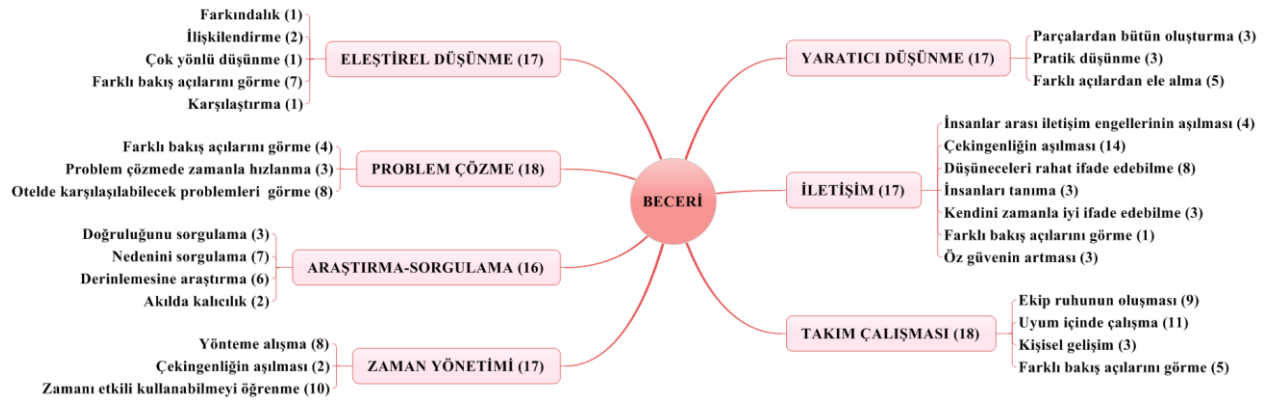 Farkındalık (1)
İlişkilendirme (2)
Çok yönlü düşünme (1)
Farklı bakış açılarını görme (7)
Karşılaştırma (1)
ELEŞTİREL DÜŞÜNME (17)
Farklı bakış açılarını görme (4)
Problem çözmede zamanla hızlanma (3)
Otelde karşılaşılabilecek problemleri görme (8)
PROBLEM ÇÖZME (18)
Doğruluğunu sorgulama (3)
Nedenini sorgulama (7)
Derinlemesine araştırma (6)
Akılda kalıcılık (2)
ARAŞTIRMA-SORGULAMA (16)
Yönteme alışma (8)
Çekingenliğin aşılması (2)
Zamanı etkili kullanabilmeyi öğrenme (10)
ZAMAN YÖNETİMİ (17)
BECERİ
YARATICI DÜŞÜNME (17)
Parçalardan bütün oluşturma (3)
Pratik düşünme (3)
Farklı açılardan ele alma (5)
İLETİŞİM (17)
İnsanlar arası iletişim engellerinin aşılması (4)
Çekingenliğin aşılması (14)
Düşüneceleri rahat ifade edebilme (8)
İnsanları tanıma (3)
Kendini zamanla iyi ifade edebilme (3)
Farklı bakış açılarını görme (1)
Öz güvenin artması (3)
TAKIM ÇALIŞMASI (18)
Ekip ruhunun oluşması (9)
Uyum içinde çalışma (11)
Kişisel gelişim (3)
Farklı bakış açılarını görme (5)